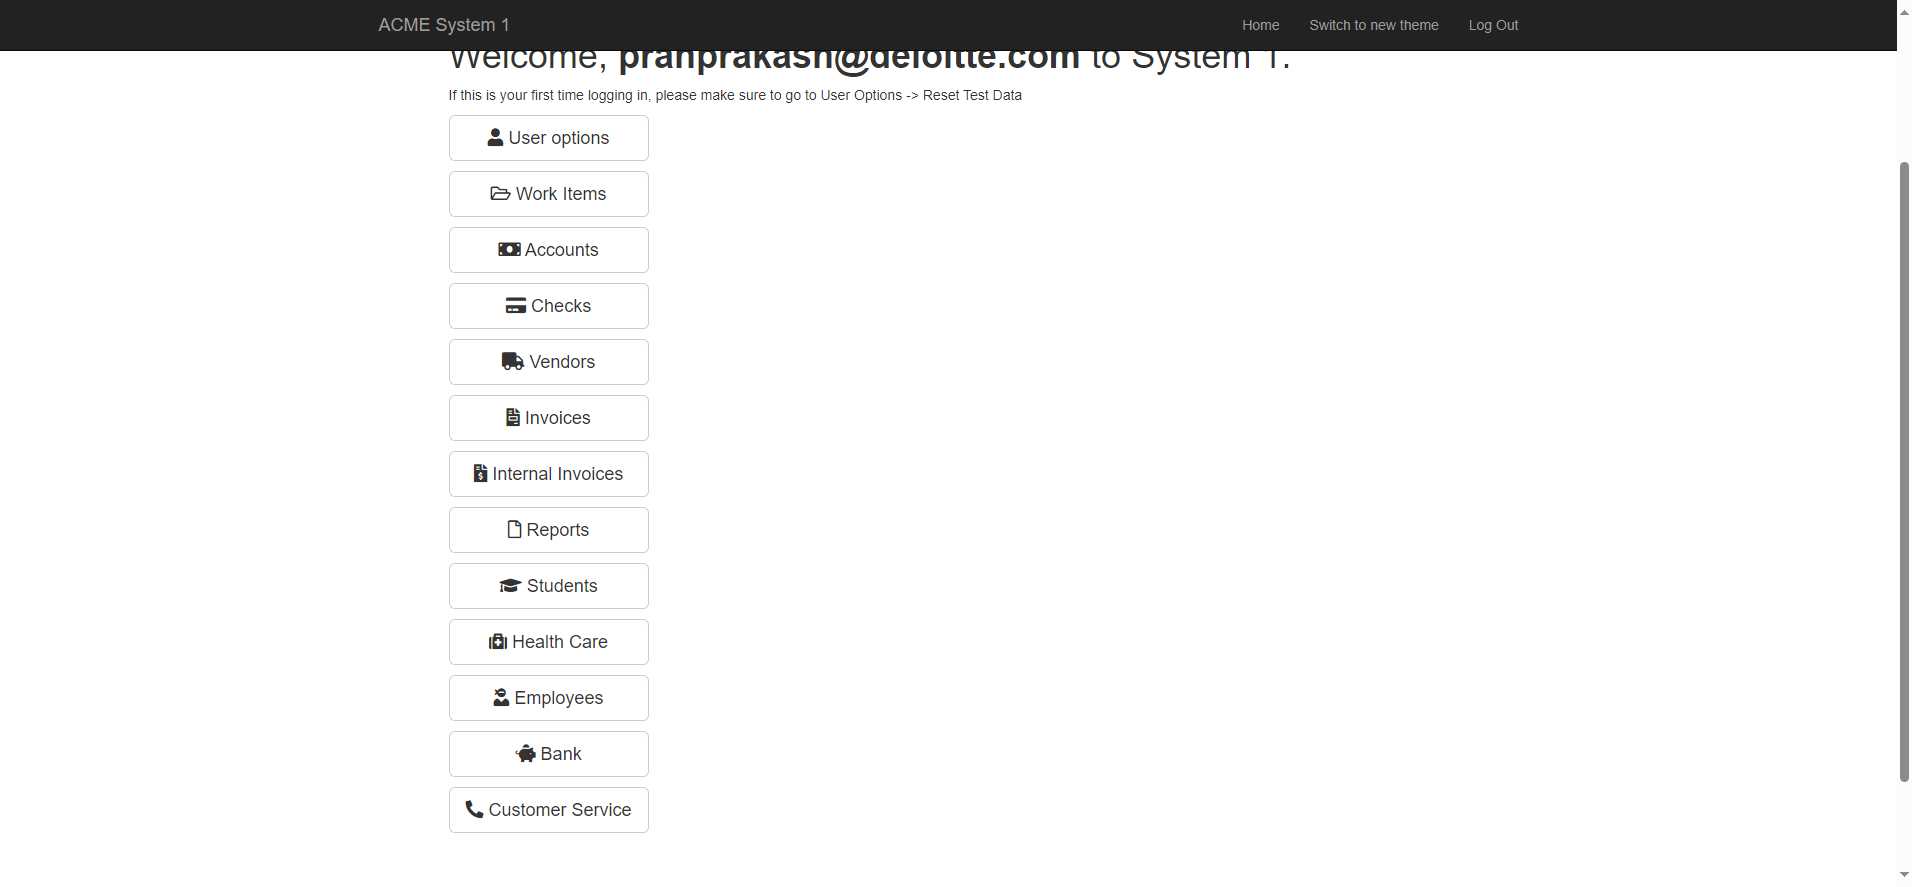 ACME System 1
Home
Switch to new theme
Log Out
Welcome, pranprakash@deloitte.com to System 1.
If this is your first time logging in, please make sure to go to User Options -> Reset Test Data
User options
Work Items
Accounts
Checks
Vendors
Invoices
Internal Invoices
Reports
Students
Health Care
Employees
Bank
Customer Service